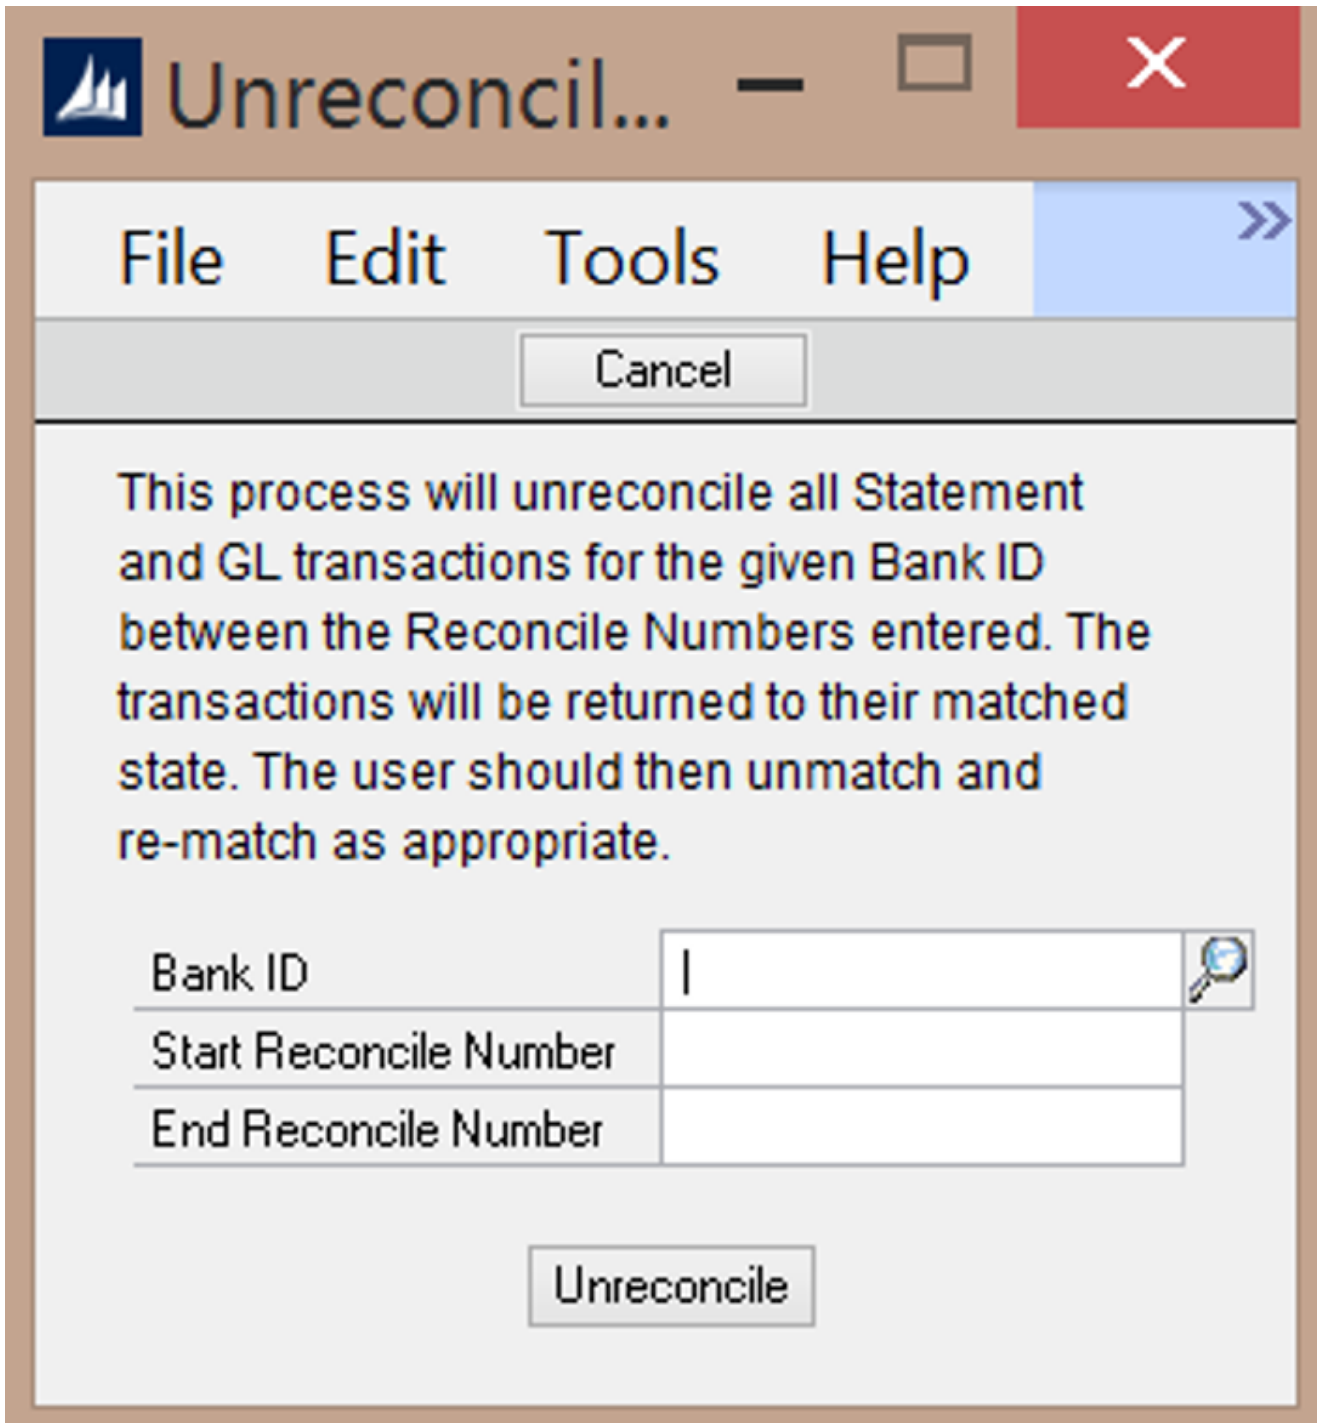 Unreconcil...
File Edit Tools Help
Cancel
This process will unreconcile all Statement
and GL transactions for the given Bank ID
between the Reconcile Numbers entered. The
transactions will be returned to their matched
state. The user should then unmatch and
re-match as appropriate.
Bank ID
Start Reconcile Number
End Reconcile Number
Unreconcile